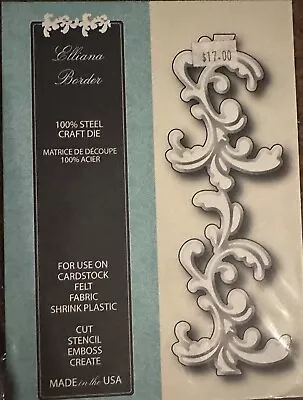 Elliana
Border
100% STEEL
CRAFT DIE
MATRICE DE DÉCOUPE
100% ACIER
FOR USE ON
CARDSTOCK
FELT
FABRIC
SHRINK PLASTIC
CUT
STENCIL
EMBOSS
CREATE
MADE in the USA
$17.00